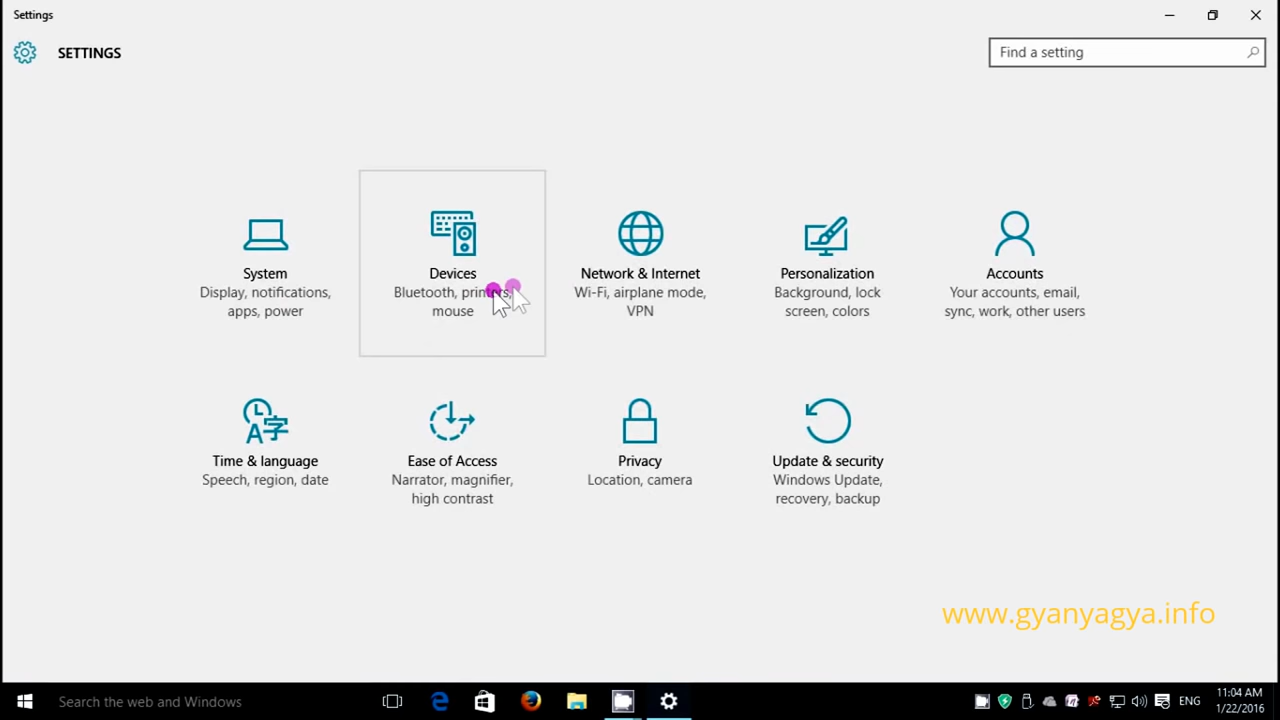 Settings
SETTINGS
Find a setting
System
Display, notifications,
apps, power
Devices
Bluetooth, printers,
mouse
Network & Internet
Wi-Fi, airplane mode,
VPN
Personalization
Background, lock
screen, colors
Accounts
Your accounts, email,
sync, work, other users
Time & language
Speech, region, date
Ease of Access
Narrator, magnifier,
high contrast
Privacy
Location, camera
Update & security
Windows Update,
recovery, backup
www.gyanyagya.info
Search the web and Windows
ENG
11:04 AM
1/22/2016